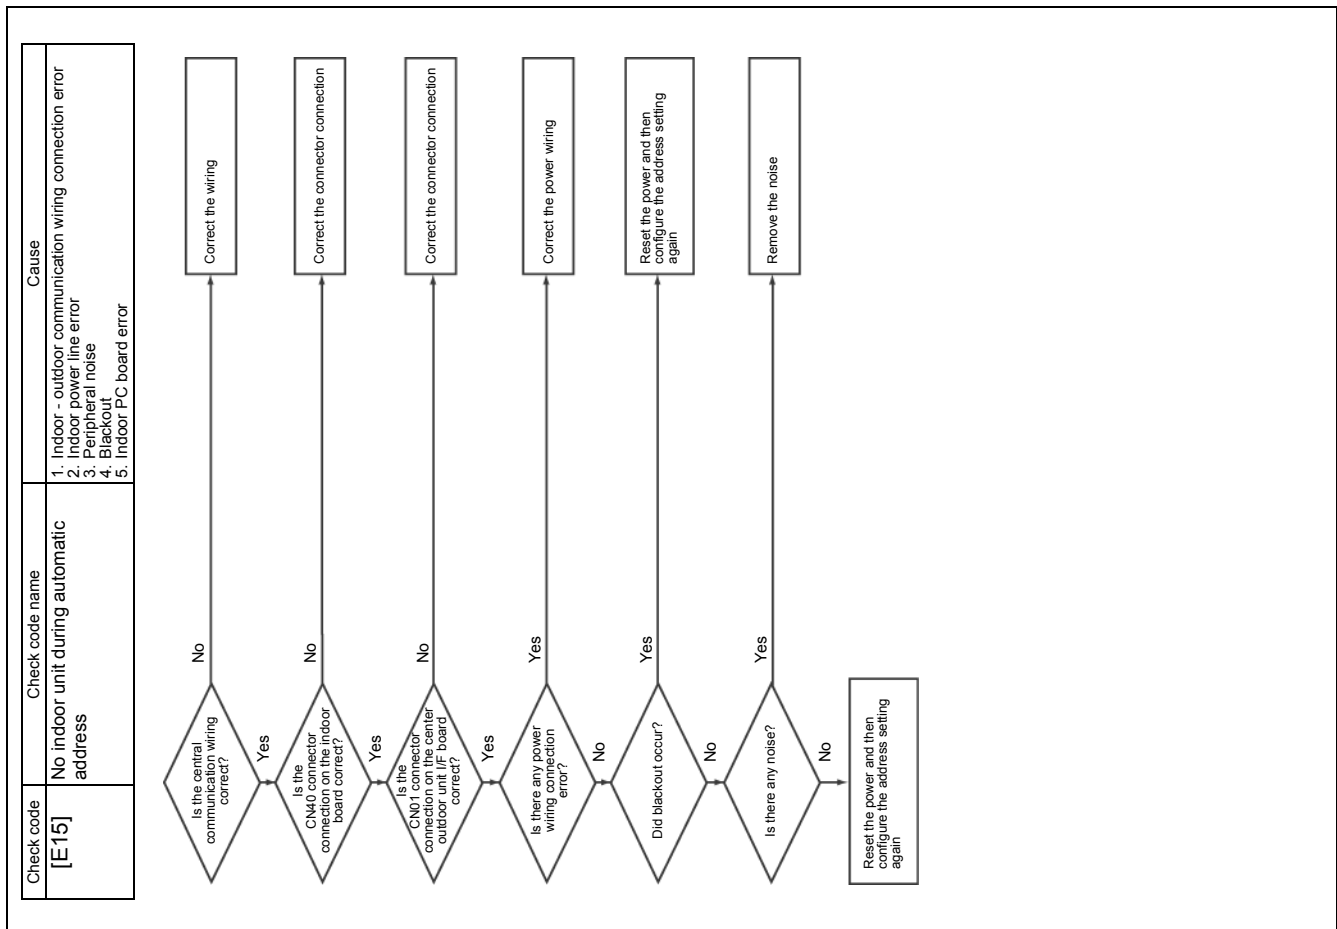 Check code
Check code name
Cause
[E15]
No indoor unit during automatic
address
1. Indoor - outdoor communication wiring connection error
2. Indoor power line error
3. Peripheral noise
4. Blackout
5. Indoor PC board error
Is the central
communication wiring
correct?
No
Correct the wiring
Yes
Is the
CN40 connector
connection on the indoor
board correct?
No
Correct the connector connection
Yes
Is the
CN01 connector
connection on the center
outdoor unit I/F board
correct?
No
Correct the connector connection
Yes
Is there any power
wiring connection
error?
Yes
Correct the power wiring
No
Did blackout occur?
Yes
Reset the power and then
configure the address setting
again
No
Is there any noise?
Yes
Remove the noise
No
Reset the power and then
configure the address setting
again